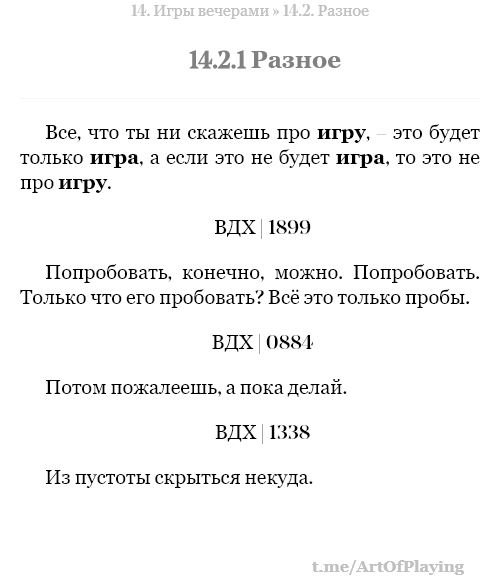 14. Игры вечерами » 14.2. Разное
14.2.1 Разное
Все, что ты ни скажешь про игру, – это будет
только игра, а если это не будет игра, то это не
про игру.
ВДХ | 1899
Попробовать, конечно, можно. Попробовать.
Только что его пробовать? Всё это только пробы.
ВДХ | 0884
Потом пожалеешь, а пока делай.
ВДХ | 1338
Из пустоты скрыться некуда.
t.me/ArtOfPlaying